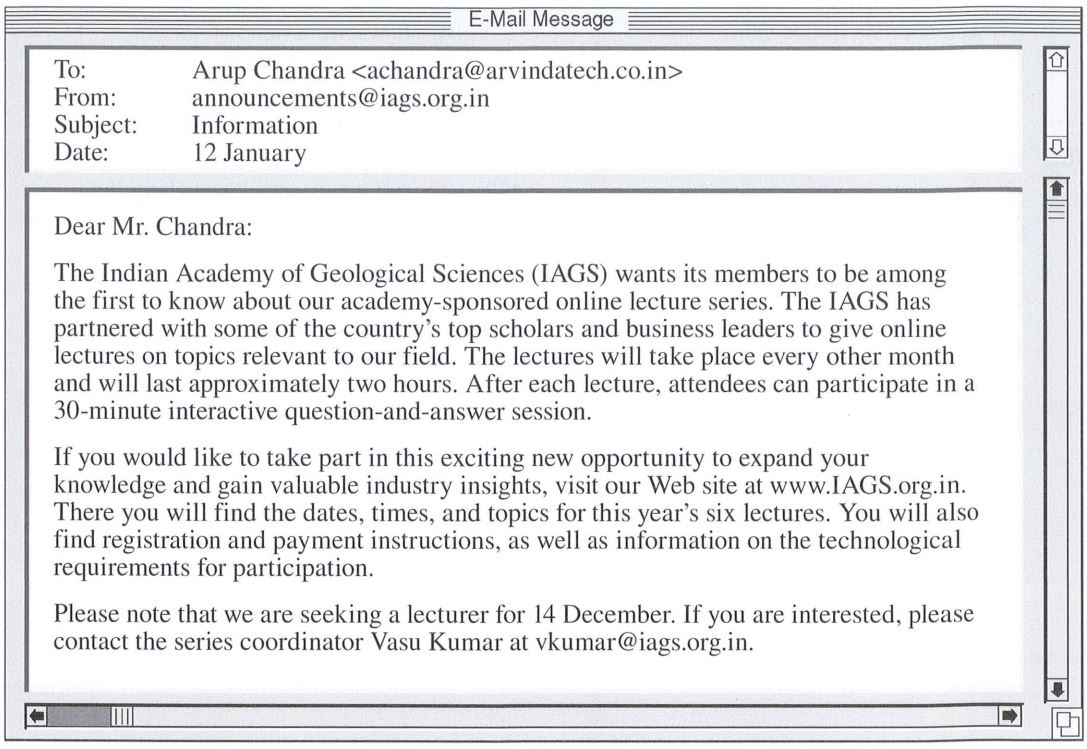 E-Mail Message
To: Arup Chandra <achandra@arvindatech.co.in>
From: announcements@iags.org.in
Subject: Information
Date: 12 January
Dear Mr. Chandra:
The Indian Academy of Geological Sciences (IAGS) wants its members to be among
the first to know about our academy-sponsored online lecture series. The IAGS has
partnered with some of the country's top scholars and business leaders to give online
lectures on topics relevant to our field. The lectures will take place every other month
and will last approximately two hours. After each lecture, attendees can participate in a
30-minute interactive question-and-answer session.
If you would like to take part in this exciting new opportunity to expand your
knowledge and gain valuable industry insights, visit our Web site at www.IAGS.org.in.
There you will find the dates, times, and topics for this year's six lectures. You will also
find registration and payment instructions, as well as information on the technological
requirements for participation.
Please note that we are seeking a lecturer for 14 December. If you are interested, please
contact the series coordinator Vasu Kumar at vkumar@iags.org.in.